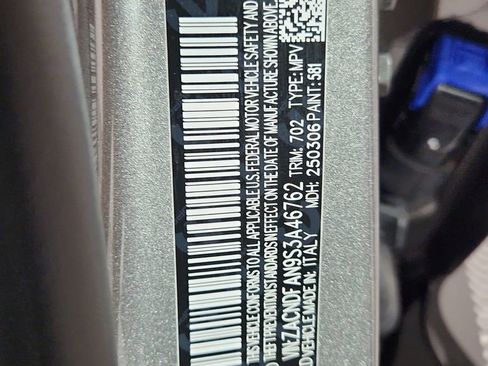 THIS VEHICLE CONFORMS TO ALL APPLICABLE U.S. FEDERAL MOTOR VEHICLE SAFETY AND
THEFT PREVENTION STANDARDS IN EFFECT ON THE DATE OF MANUFACTURE SHOWN ABOVE
ZACNDFAN9S3A46762 TRIM: 702 TYPE: MPV
VEHICLE MADE IN: ITALY MDH: 250306 PAINT: 581